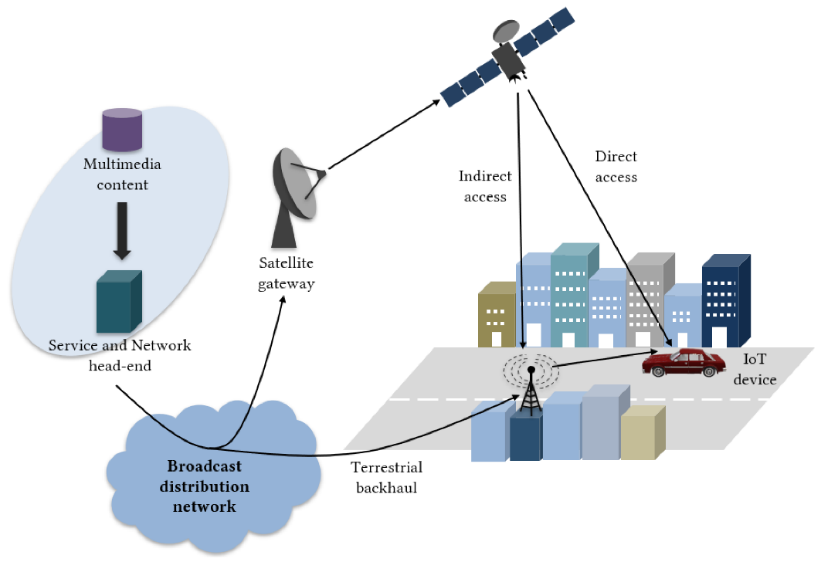 Multimedia
content
Service and Network
head-end
Satellite
gateway
Indirect
access
Direct
access
IoT
device
Broadcast
distribution
network
Terrestrial
backhaul